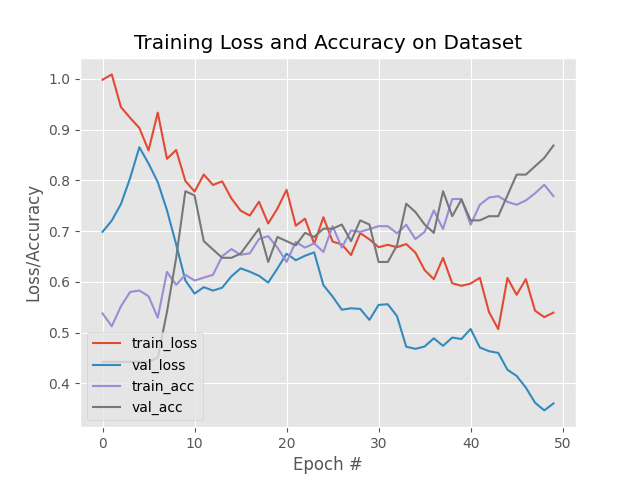 Training Loss and Accuracy on Dataset
1.0
0.9
0.8
0.7
0.6
0.5
0.4
Loss/Accuracy
train_loss
val_loss
train_acc
val_acc
0 10 20 30 40 50
Epoch #